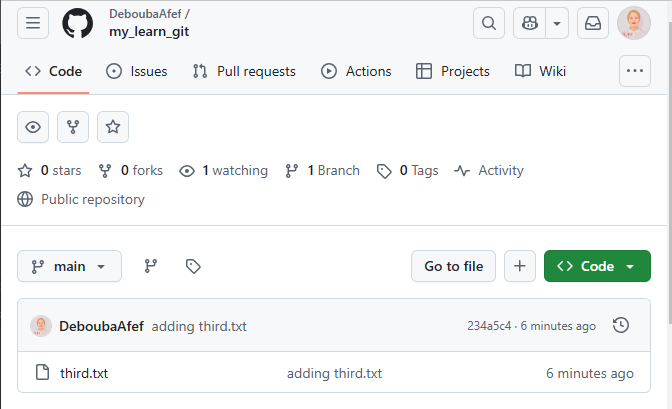 DeboubaAfef /
my_learn_git
Code Issues Pull requests Actions Projects Wiki
0 stars 0 forks 1 watching 1 Branch 0 Tags Activity
Public repository
main Go to file Code
DeboubaAfef adding third.txt 234a5c4 · 6 minutes ago
third.txt adding third.txt 6 minutes ago